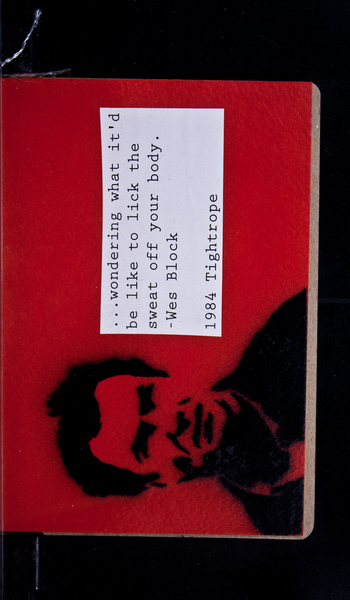 ...wondering what it'd
be like to lick the
sweat off your body.
-Wes Block
1984 Tightrope